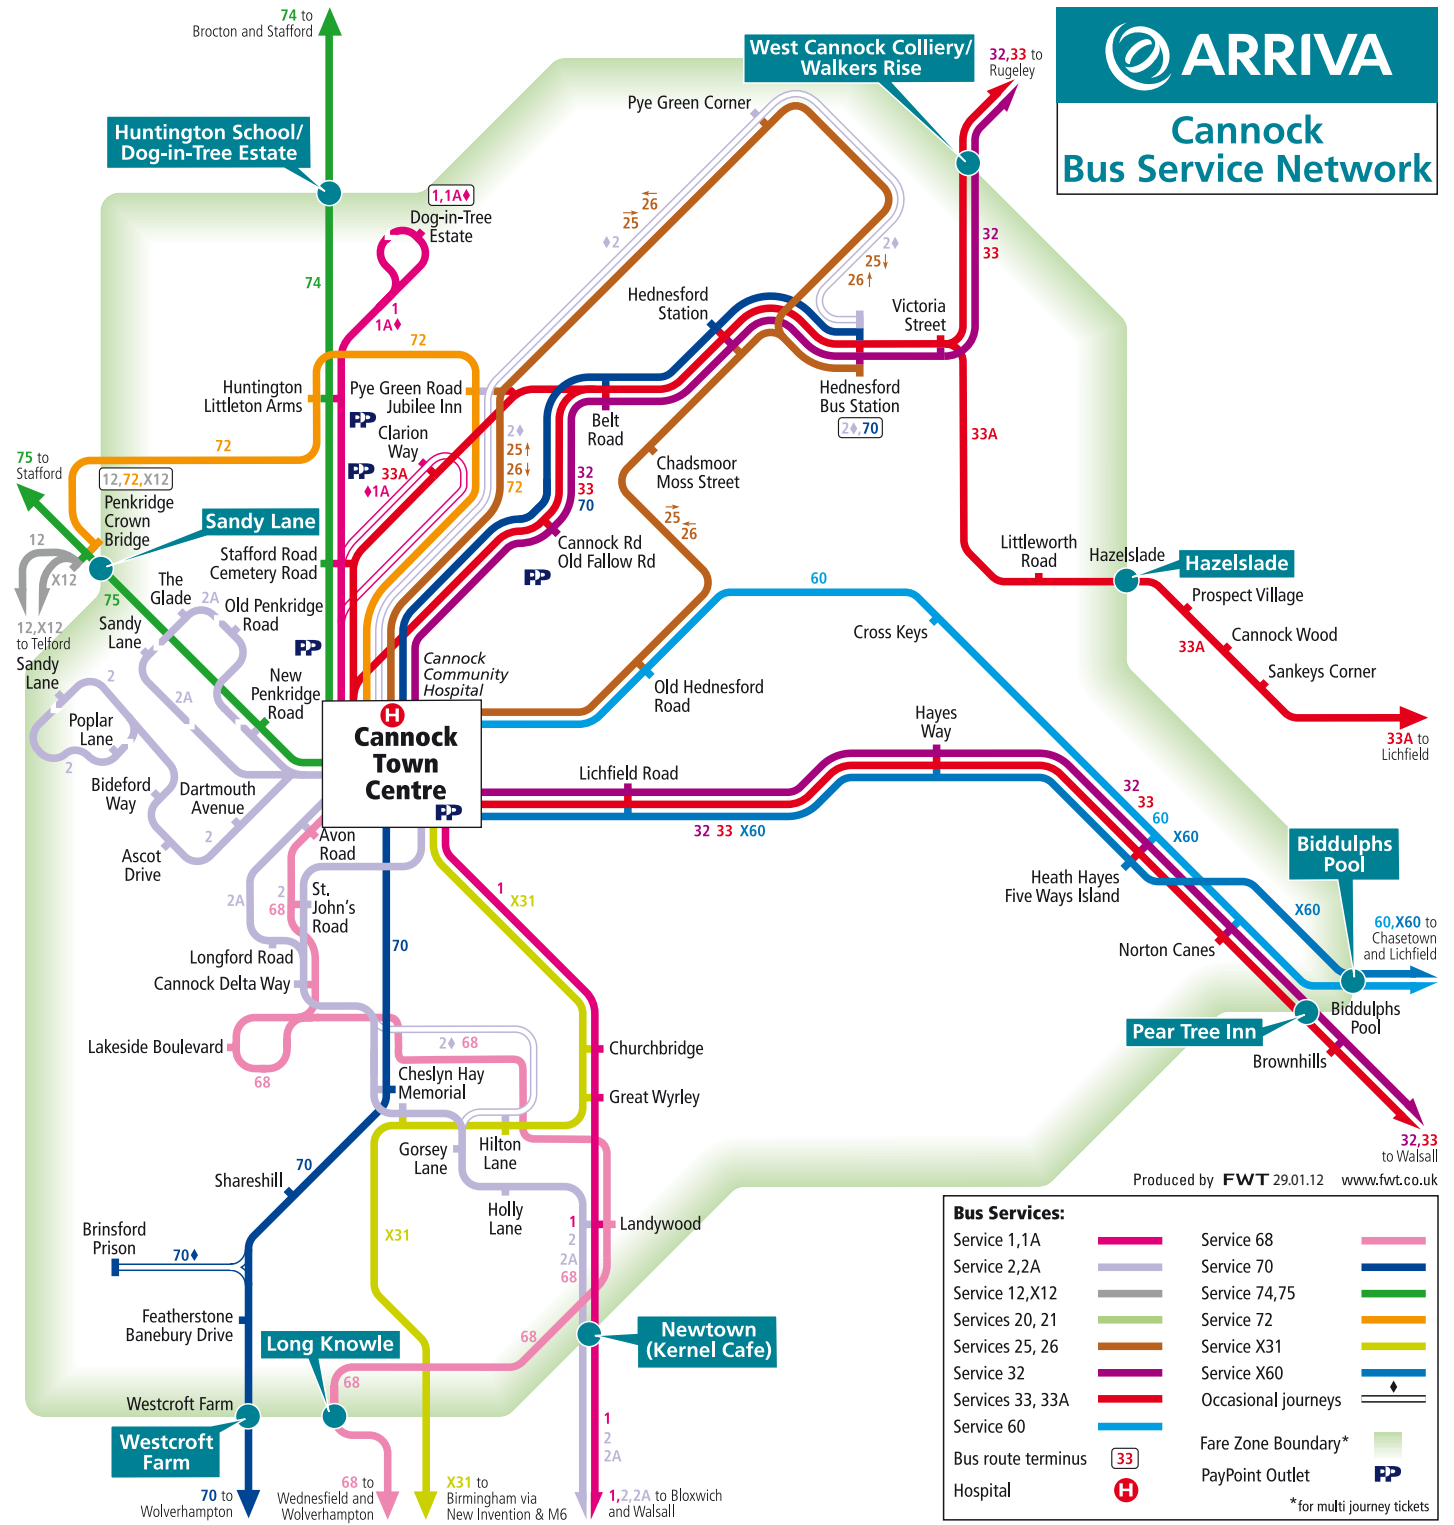 74 to
Brocton and Stafford
West Cannock Colliery/
Walkers Rise
32,33 to
Rugeley
ARRIVA
Cannock
Bus Service Network
Pye Green Corner
Huntington School/
Dog-in-Tree Estate
1,1A♦
Dog-in-Tree
Estate
26
25
♦2
2♦
25
26
32
33
74
1
1A♦
Hednesford
Station
Victoria
Street
72
Huntington
Littleton Arms
Pye Green Road
Jubilee Inn
Hednesford
Bus Station
2♦,70
PP
Clarion
Way
2♦
25
26
72
Belt
Road
33A
72
75 to
Stafford
PP
33A
♦1A
32
33
70
Chadsmoor
Moss Street
12,72,X12
Penkridge
Crown
Bridge
Sandy Lane
25
26
12
X12
75
Stafford Road
Cemetery Road
Cannock Rd
Old Fallow Rd
PP
Littleworth
Road
Hazelslade
Hazelslade
60
The
Glade
2A
Old Penkridge
Road
Sandy
Lane
12,X12
to Telford
PP
Prospect Village
Cross Keys
Cannock Wood
33A
Sankeys Corner
Sandy
Lane
2
2A
New
Penkridge
Road
Cannock
Community
Hospital
Old Hednesford
Road
Poplar
Lane
2
H
Cannock
Town
Centre
PP
Hayes
Way
33A to
Lichfield
Bideford
Way
Dartmouth
Avenue
Lichfield Road
32 33 X60
32
33
60
X60
2
Ascot
Drive
Avon
Road
Biddulphs
Pool
Heath Hayes
Five Ways Island
2A
2
68
St.
John's
Road
1
X31
X60
60,X60 to
Chasetown
and Lichfield
70
Longford Road
Norton Canes
Cannock Delta Way
Biddulphs
Pool
Pear Tree Inn
Lakeside Boulevard
2♦ 68
Churchbridge
Brownhills
68
Cheslyn Hay
Memorial
Great Wyrley
Gorsey
Lane
Hilton
Lane
32,33
to Walsall
70
Shareshill
Produced by FWT 29.01.12 www.fwt.co.uk
Holly
Lane
Brinsford
Prison
70♦
X31
1
2
2A
68
Landywood
Featherstone
Banebury Drive
Long Knowle
68
Newtown
(Kernel Cafe)
68
Westcroft Farm
Westcroft
Farm
1
2
2A
70 to
Wolverhampton
68 to
Wednesfield and
Wolverhampton
X31 to
Birmingham via
New Invention & M6
1,2,2A to Bloxwich
and Walsall
Bus Services:
Service 1,1A
Service 2,2A
Service 12,X12
Services 20, 21
Services 25, 26
Service 32
Services 33, 33A
Service 60
Bus route terminus 33
Hospital H
Service 68
Service 70
Service 74,75
Service 72
Service X31
Service X60
Occasional journeys ♦
Fare Zone Boundary*
PayPoint Outlet PP
*for multi journey tickets